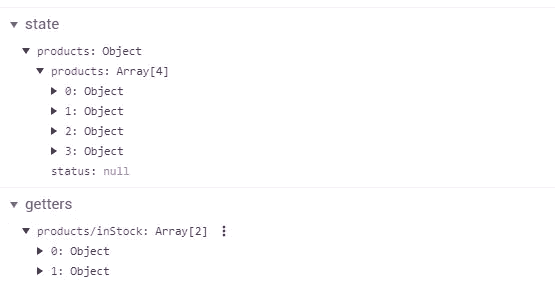 state
products: Object
products: Array[4]
0: Object
1: Object
2: Object
3: Object
status: null
getters
products/inStock: Array[2]
0: Object
1: Object